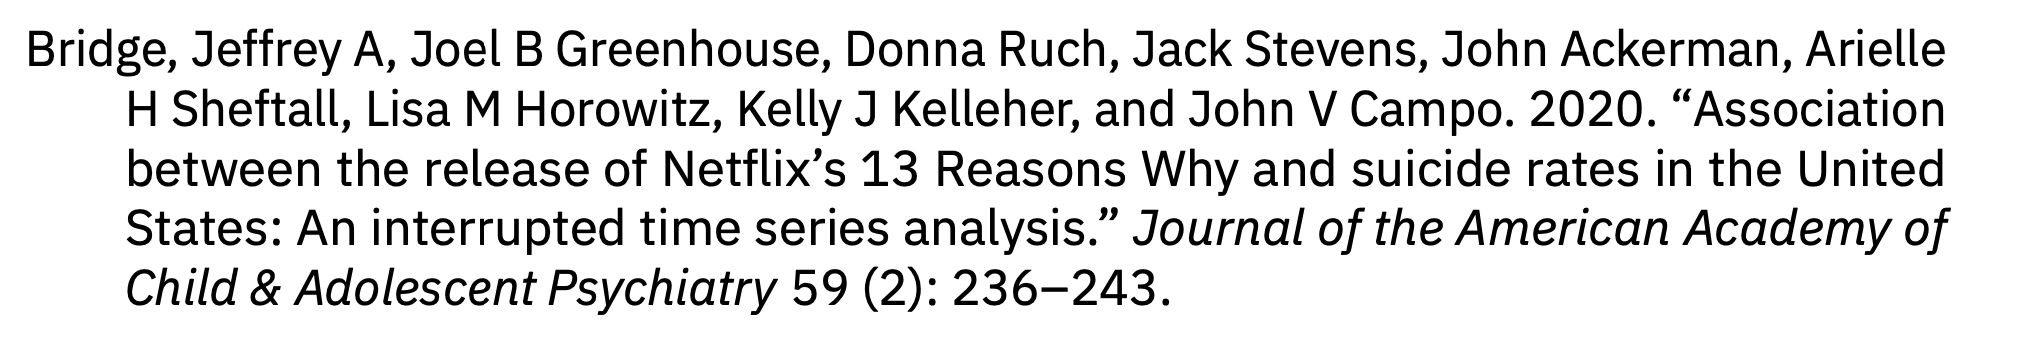 Bridge, Jeffrey A, Joel B Greenhouse, Donna Ruch, Jack Stevens, John Ackerman, Arielle
H Sheftall, Lisa M Horowitz, Kelly J Kelleher, and John V Campo. 2020. “Association
between the release of Netflix’s 13 Reasons Why and suicide rates in the United
States: An interrupted time series analysis.” Journal of the American Academy of
Child & Adolescent Psychiatry 59 (2): 236–243.